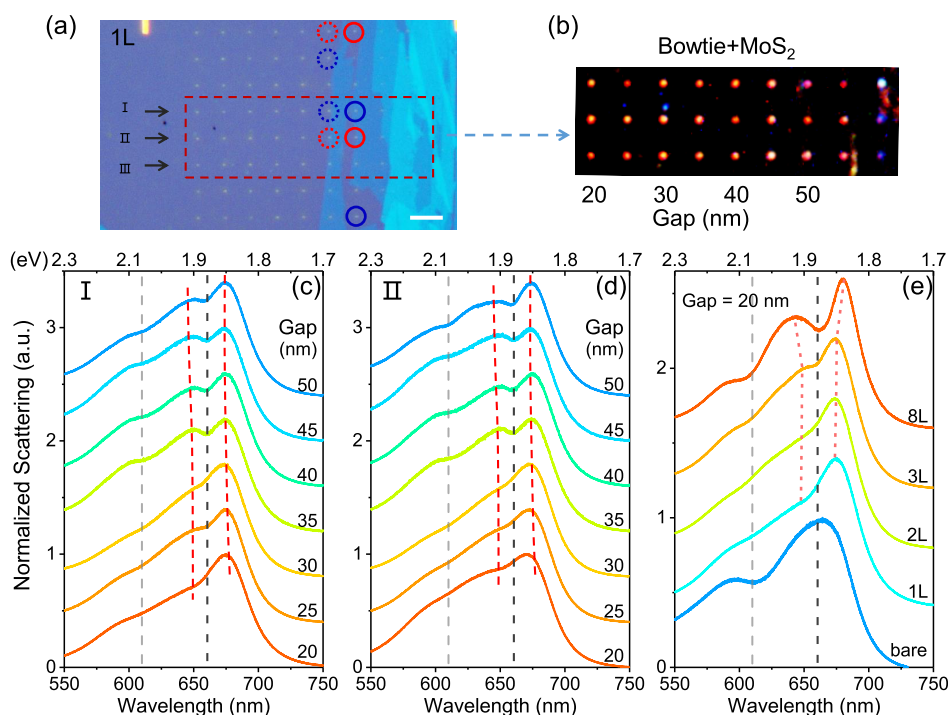 (a)
1L
I
II
III
(b)
Bowtie+MoS₂
20 30 40 50
Gap (nm)
(eV)
2.3 2.1 1.9 1.8 1.7
I
(c)
Gap
(nm)
50
45
40
35
30
25
20
3
2
1
0
Normalized Scattering (a.u.)
550 600 650 700 750
Wavelength (nm)
2.3 2.1 1.9 1.8 1.7
II
(d)
Gap
(nm)
50
45
40
35
30
25
20
550 600 650 700 750
Wavelength (nm)
2.3 2.1 1.9 1.8 1.7
Gap = 20 nm
(e)
8L
3L
2L
1L
bare
2
1
0
550 600 650 700 750
Wavelength (nm)